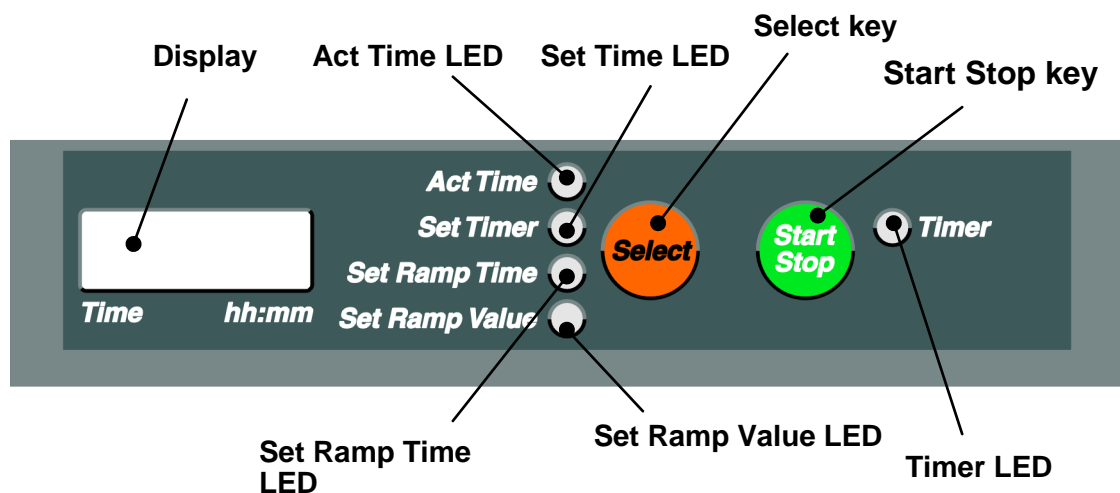 Select key
Display
Act Time LED
Set Time LED
Start Stop key
Act Time
Set Timer
Set Ramp Time
Set Ramp Value
Time hh:mm
Select
Start
Stop
Timer
Set Ramp Time
LED
Set Ramp Value LED
Timer LED